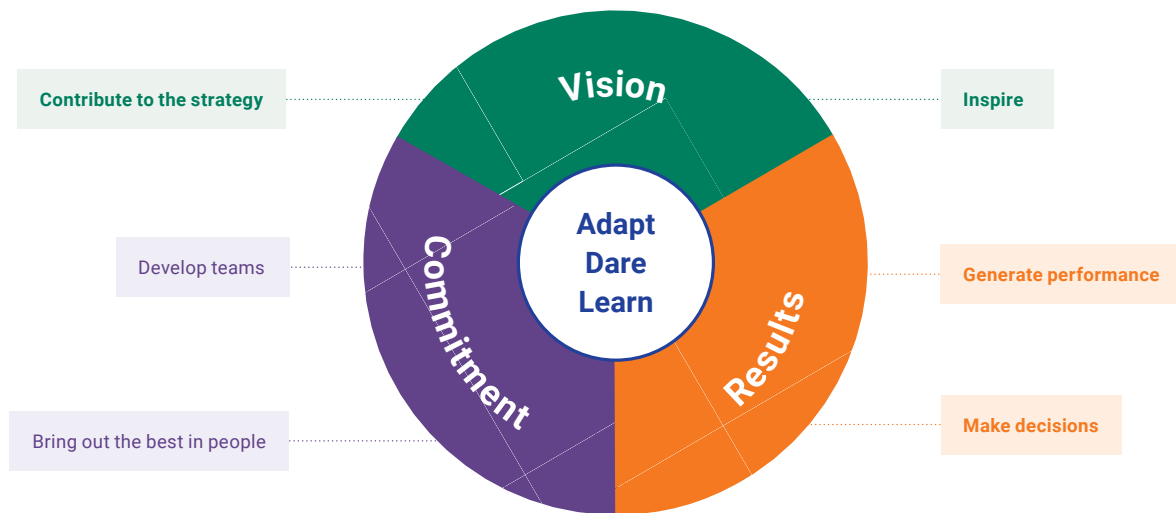 Vision
Contribute to the strategy
Inspire
Adapt
Dare
Learn
Commitment
Develop teams
Generate performance
Results
Make decisions
Bring out the best in people